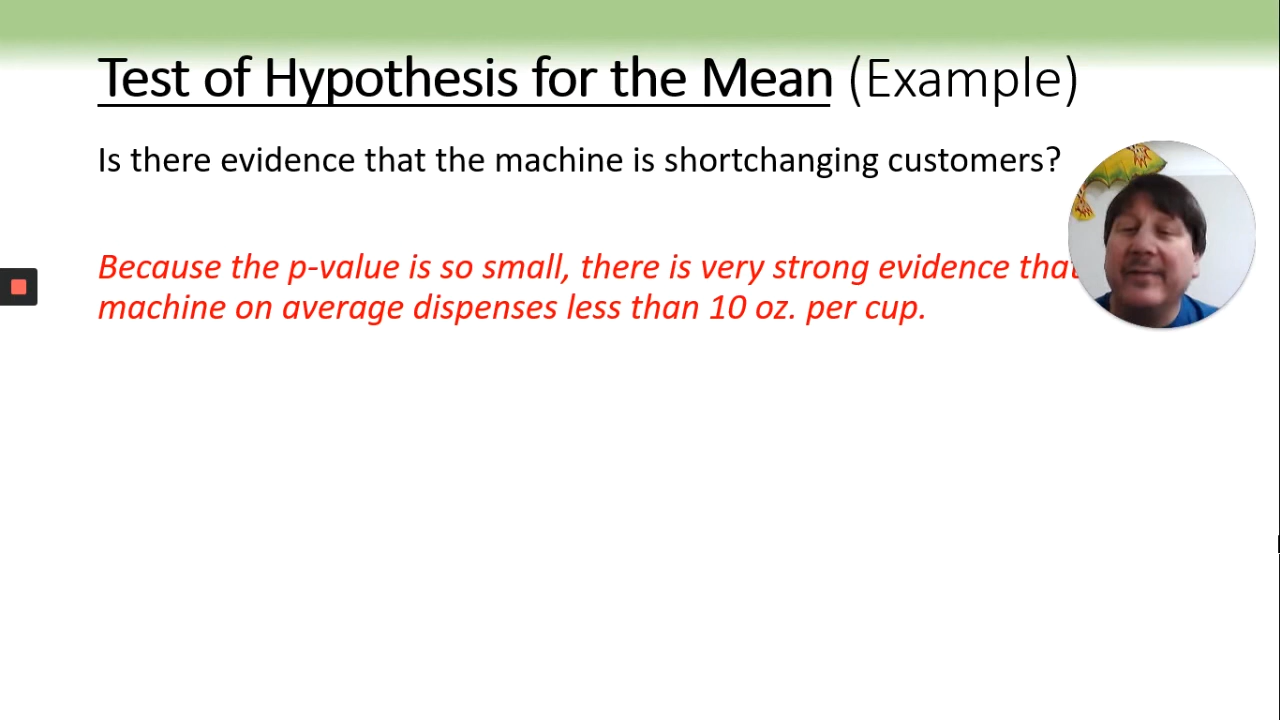 Test of Hypothesis for the Mean (Example)
Is there evidence that the machine is shortchanging customers?
Because the p-value is so small, there is very strong evidence that
machine on average dispenses less than 10 oz. per cup.